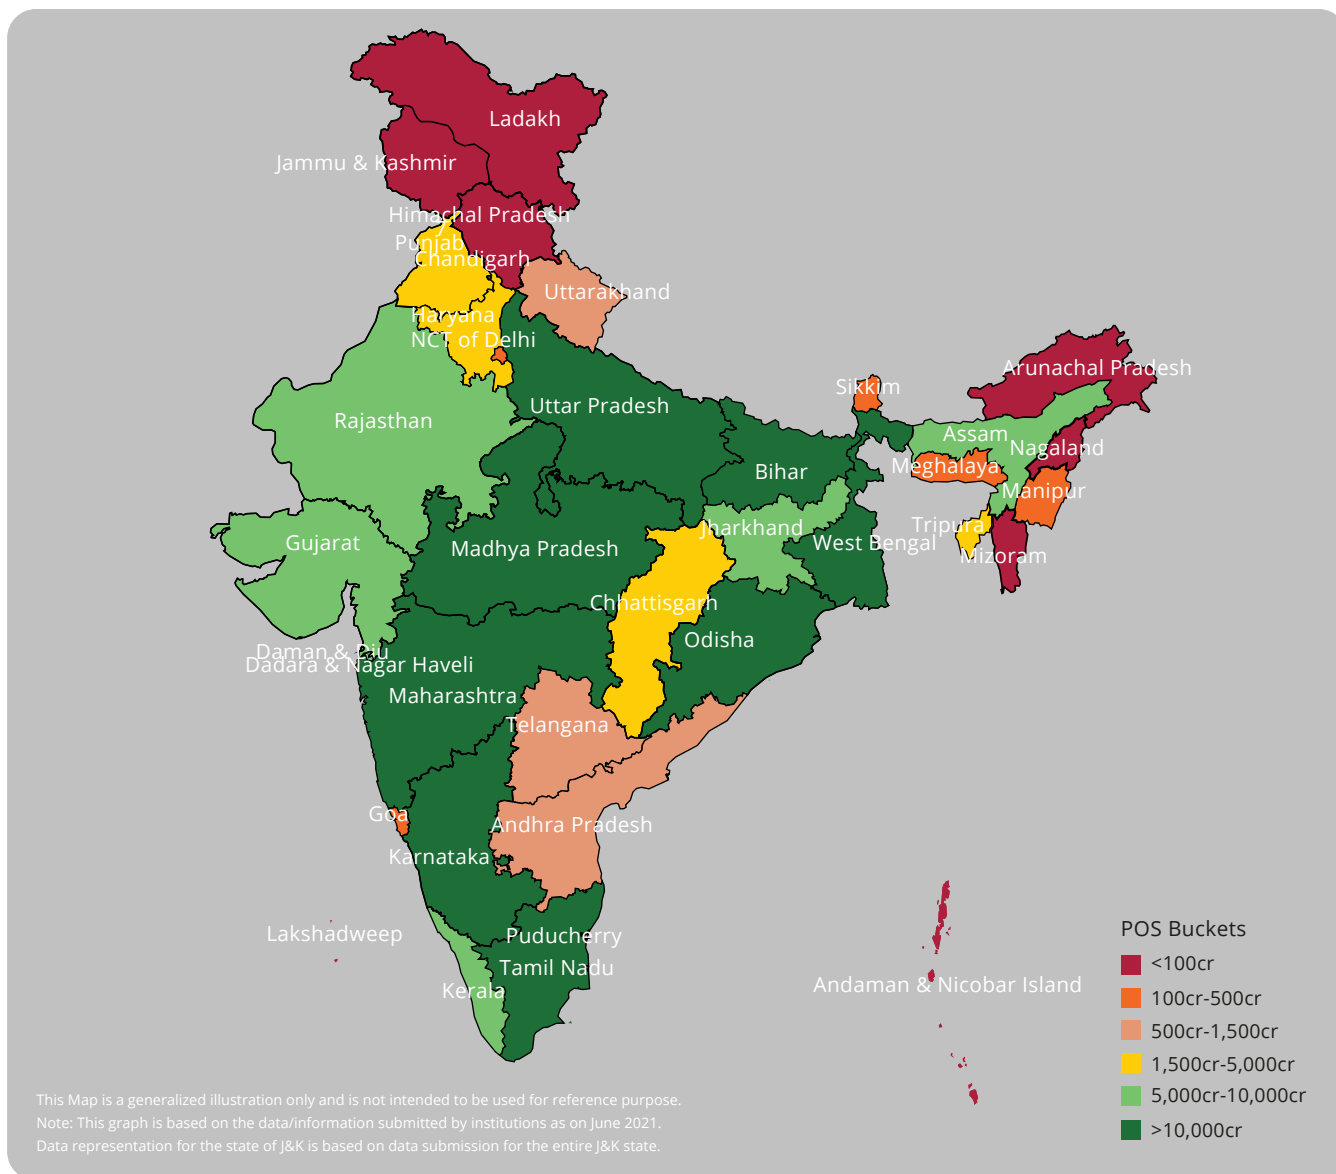 Ladakh
Jammu & Kashmir
Himachal Pradesh
Punjab
Chandigarh
Uttarakhand
Haryana
NCT of Delhi
Arunachal Pradesh
Sikkim
Uttar Pradesh
Rajasthan
Assam
Nagaland
Meghalaya
Bihar
Manipur
Jharkhand
Tripura
Gujarat
West Bengal
Madhya Pradesh
Mizoram
Chhattisgarh
Odisha
Daman & Diu
Dadara & Nagar Haveli
Maharashtra
Telangana
Goa
Andhra Pradesh
Karnataka
Lakshadweep
Puducherry
Tamil Nadu
Kerala
Andaman & Nicobar Island
POS Buckets
<100cr
100cr-500cr
500cr-1,500cr
1,500cr-5,000cr
5,000cr-10,000cr
>10,000cr
This Map is a generalized illustration only and is not intended to be used for reference purpose.
Note: This graph is based on the data/information submitted by institutions as on June 2021.
Data representation for the state of J&K is based on data submission for the entire J&K state.